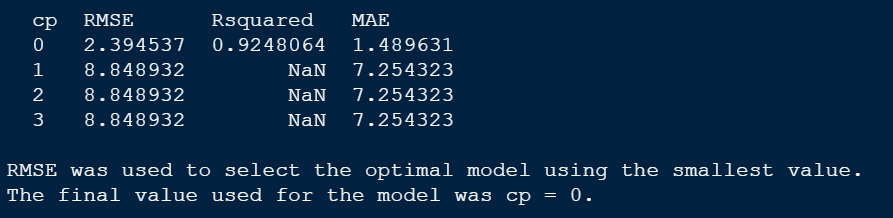 cp  RMSE      Rsquared   MAE
0   2.394537  0.9248064  1.489631
1   8.848932        NaN  7.254323
2   8.848932        NaN  7.254323
3   8.848932        NaN  7.254323
RMSE was used to select the optimal model using the smallest value.
The final value used for the model was cp = 0.